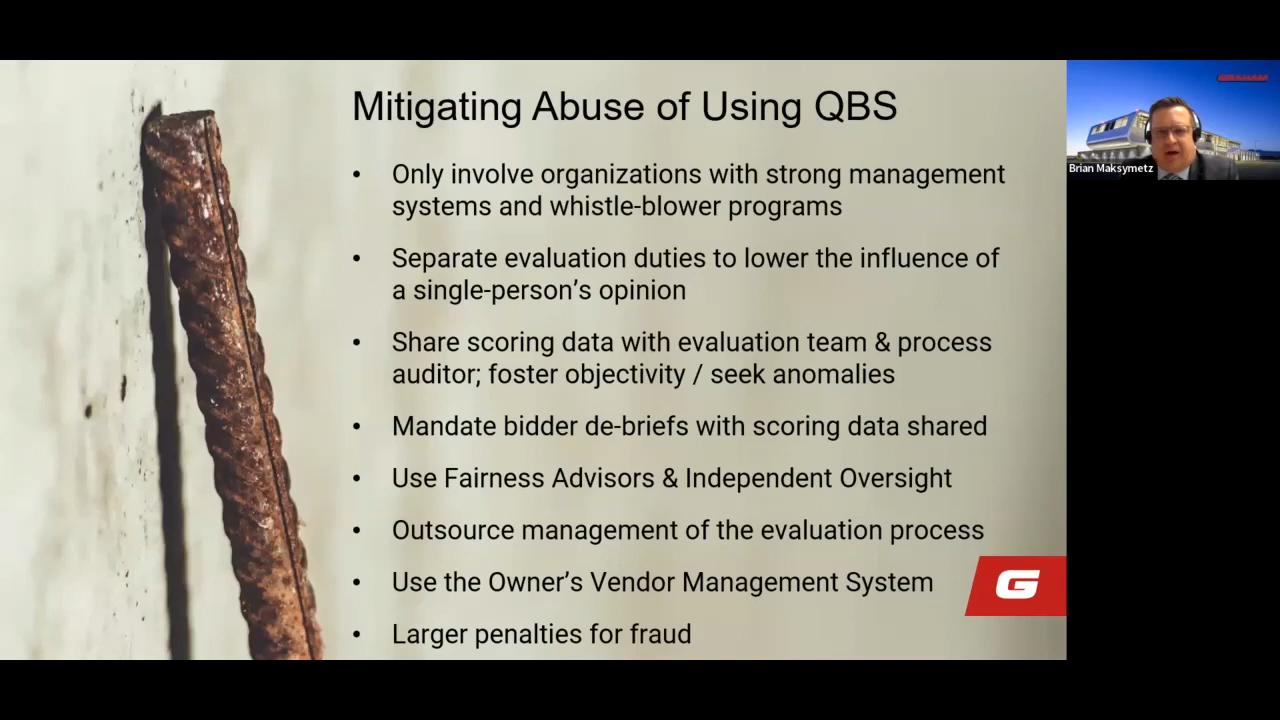 Mitigating Abuse of Using QBS
• Only involve organizations with strong management
systems and whistle-blower programs
• Separate evaluation duties to lower the influence of
a single-person's opinion
• Share scoring data with evaluation team & process
auditor; foster objectivity / seek anomalies
• Mandate bidder de-briefs with scoring data shared
• Use Fairness Advisors & Independent Oversight
• Outsource management of the evaluation process
• Use the Owner's Vendor Management System
• Larger penalties for fraud
G
GRAHAM
Brian Maksymetz